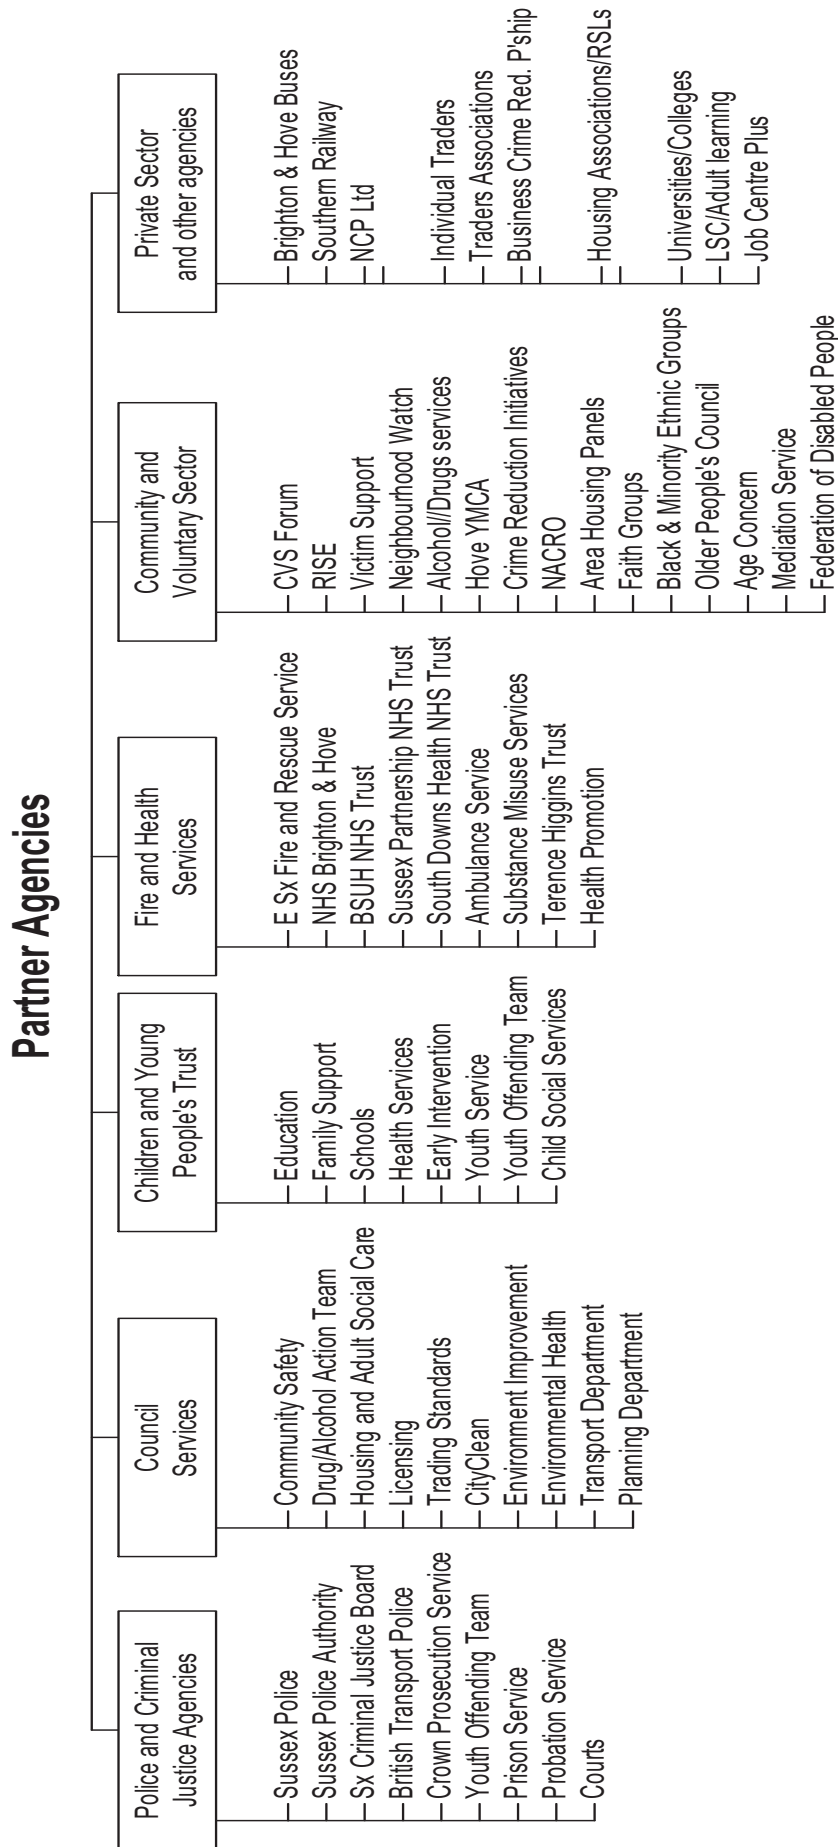 Partner Agencies
Police and Criminal
Justice Agencies
Sussex Police
Sussex Police Authority
Sx Criminal Justice Board
British Transport Police
Crown Prosecution Service
Youth Offending Team
Prison Service
Probation Service
Courts
Council
Services
Community Safety
Drug/Alcohol Action Team
Housing and Adult Social Care
Licensing
Trading Standards
CityClean
Environment Improvement
Environmental Health
Transport Department
Planning Department
Children and Young
People's Trust
Education
Family Support
Schools
Health Services
Early Intervention
Youth Service
Youth Offending Team
Child Social Services
Fire and Health
Services
E Sx Fire and Rescue Service
NHS Brighton & Hove
BSUH NHS Trust
Sussex Partnership NHS Trust
South Downs Health NHS Trust
Ambulance Service
Substance Misuse Services
Terence Higgins Trust
Health Promotion
Community and
Voluntary Sector
CVS Forum
RISE
Victim Support
Neighbourhood Watch
Alcohol//Drugs services
Hove YMCA
Crime Reduction Initiatives
NACRO
Area Housing Panels
Faith Groups
Black & Minority Ethnic Groups
Older People's Council
Age Concern
Mediation Service
Federation of Disabled People
Private Sector
and other agencies
Brighton & Hove Buses
Southern Railway
NCP Ltd
Individual Traders
Traders Associations
Business Crime Red. P'ship
Housing Associations/RSLs
Universities/Colleges
LSC/Adult learning
Job Centre Plus